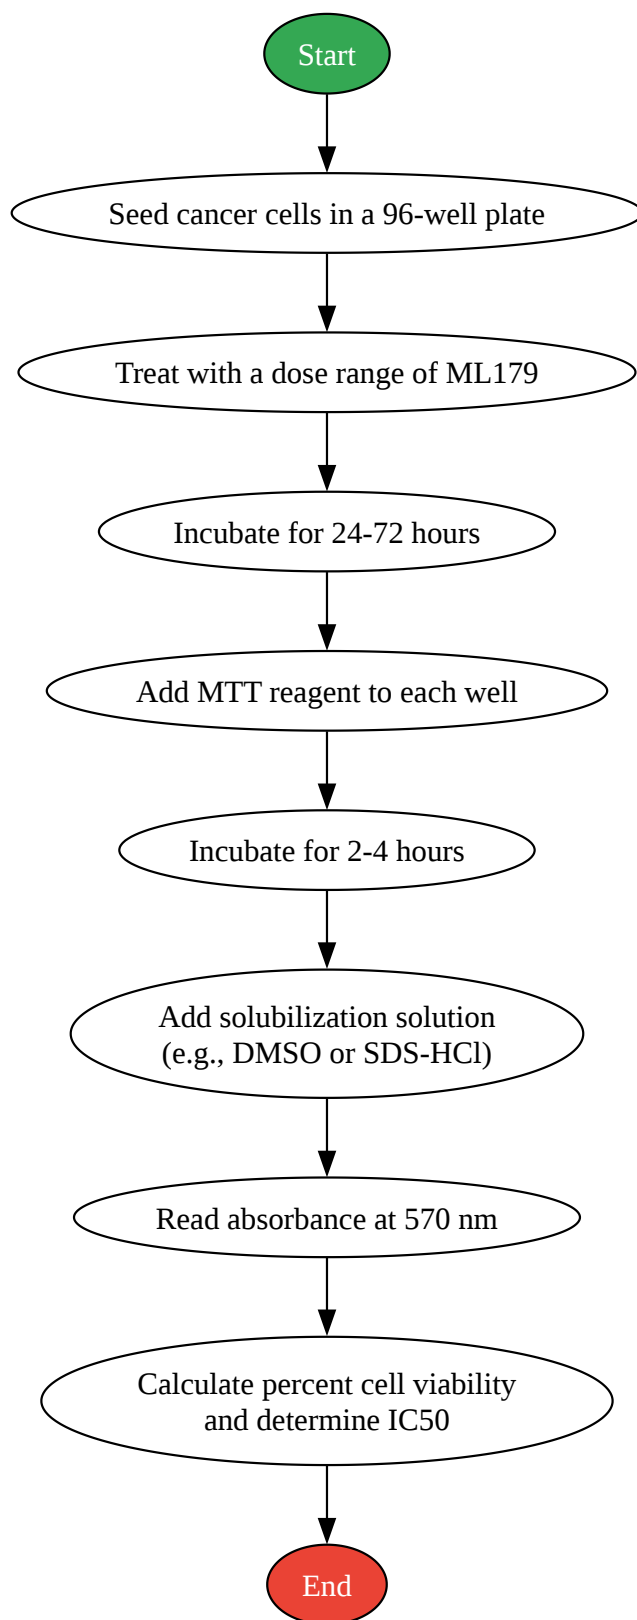 Start
Seed cancer cells in a 96-well plate
Treat with a dose range of ML179
Incubate for 24-72 hours
Add MTT reagent to each well
Incubate for 2-4 hours
Add solubilization solution
(e.g., DMSO or SDS-HCl)
Read absorbance at 570 nm
Calculate percent cell viability
and determine IC50
End